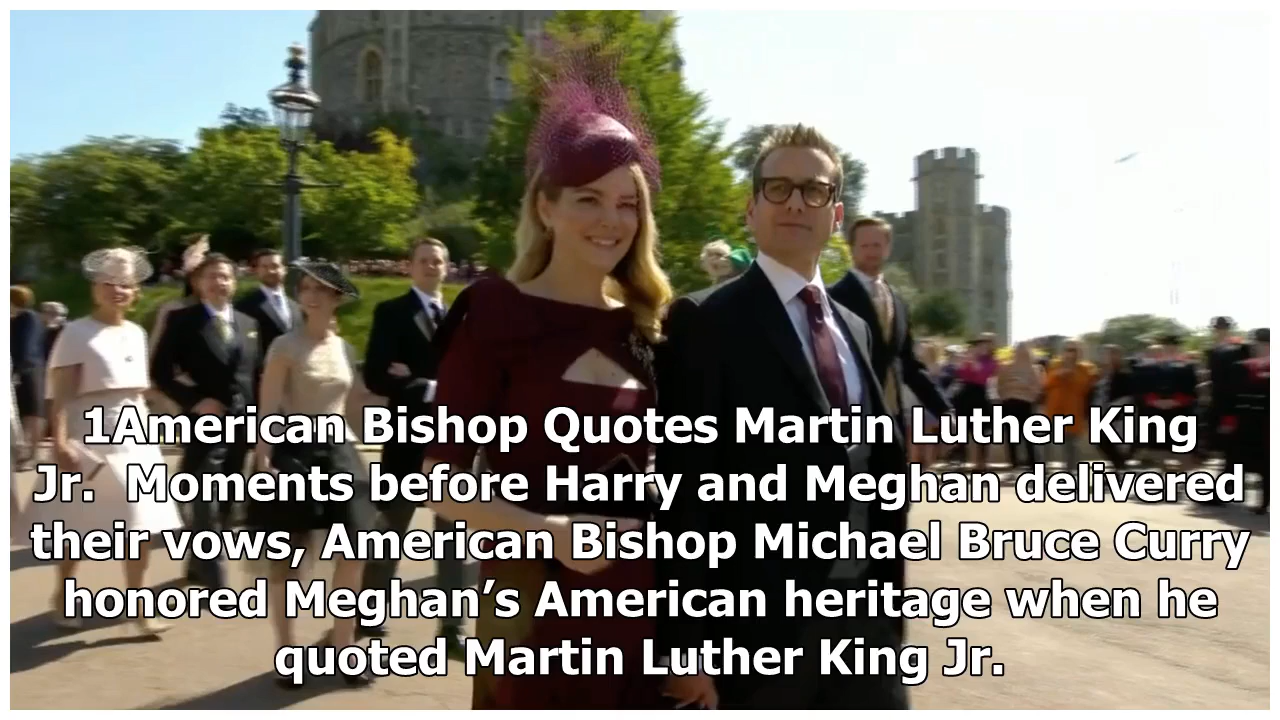 1American Bishop Quotes Martin Luther King
Jr.  Moments before Harry and Meghan delivered
their vows, American Bishop Michael Bruce Curry
honored Meghan’s American heritage when he
quoted Martin Luther King Jr.